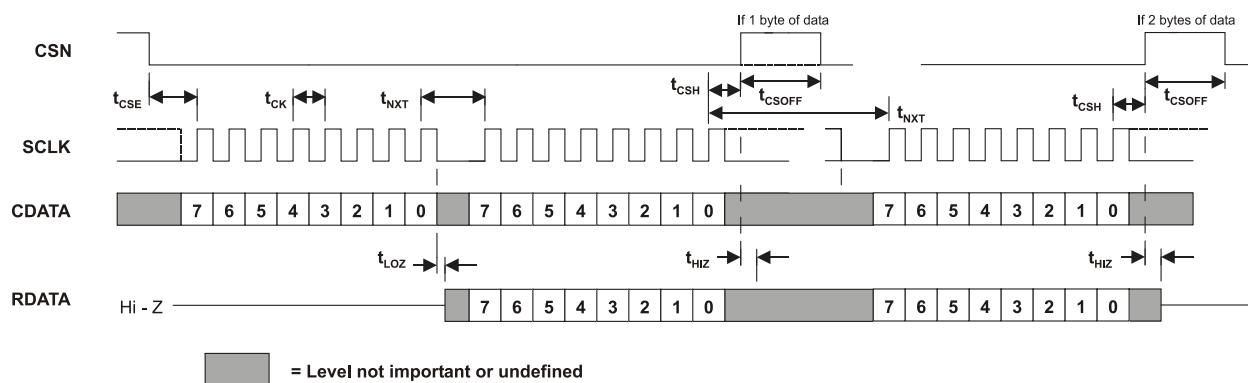 If 1 byte of data
If 2 bytes of data
CSN
tCSE
tCK
tNXT
tCSH
tCSOFF
tNXT
tCSH
tCSOFF
SCLK
CDATA
7 6 5 4 3 2 1 0
7 6 5 4 3 2 1 0
7 6 5 4 3 2 1 0
tLOZ
tHIZ
tHIZ
RDATA
Hi - Z
7 6 5 4 3 2 1 0
7 6 5 4 3 2 1 0
= Level not important or undefined